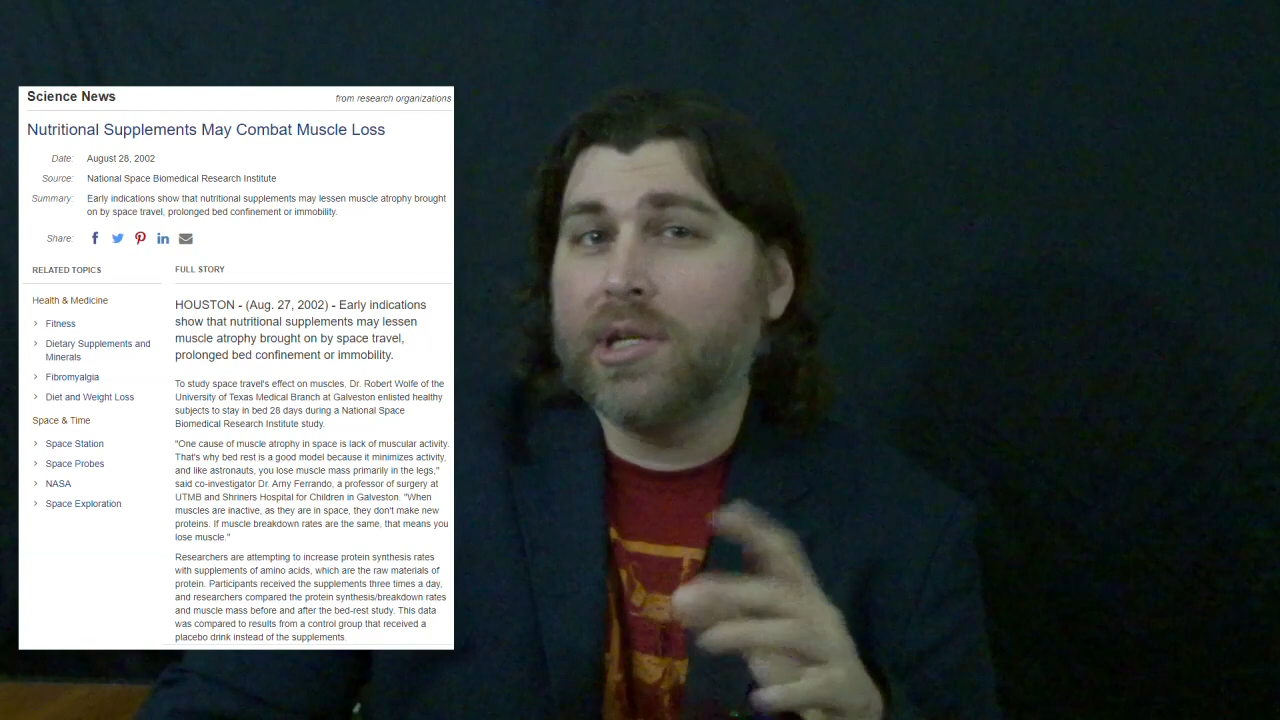 Science News
from research organizations
Nutritional Supplements May Combat Muscle Loss
Date: August 28, 2002
Source: National Space Biomedical Research Institute
Summary: Early indications show that nutritional supplements may lessen muscle atrophy brought
on by space travel, prolonged bed confinement or immobility.
Share:
RELATED TOPICS
Health & Medicine
Fitness
Dietary Supplements and
Minerals
Fibromyalgia
Diet and Weight Loss
Space & Time
Space Station
Space Probes
NASA
Space Exploration
FULL STORY
HOUSTON - (Aug. 27, 2002) - Early indications
show that nutritional supplements may lessen
muscle atrophy brought on by space travel,
prolonged bed confinement or immobility.
To study space travel's effect on muscles, Dr. Robert Wolfe of the
University of Texas Medical Branch at Galveston enlisted healthy
subjects to stay in bed 28 days during a National Space
Biomedical Research Institute study.
"One cause of muscle atrophy in space is lack of muscular activity.
That's why bed rest is a good model because it minimizes activity,
and like astronauts, you lose muscle mass primarily in the legs,"
said co-investigator Dr. Arny Ferrando, a professor of surgery at
UTMB and Shriners Hospital for Children in Galveston. "When
muscles are inactive, as they are in space, they don't make new
proteins. If muscle breakdown rates are the same, that means you
lose muscle."
Researchers are attempting to increase protein synthesis rates
with supplements of amino acids, which are the raw materials of
protein. Participants received the supplements three times a day,
and researchers compared the protein synthesis/breakdown rates
and muscle mass before and after the bed-rest study. This data
was compared to results from a control group that received a
placebo drink instead of the supplements.